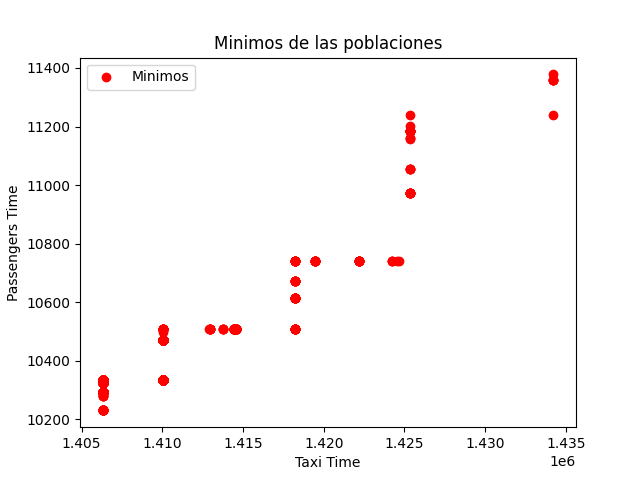 Minimos de las poblaciones
Minimos
Passengers Time
11400
11200
11000
10800
10600
10400
10200
1.405 1.410 1.415 1.420 1.425 1.430 1.435
1e6
Taxi Time